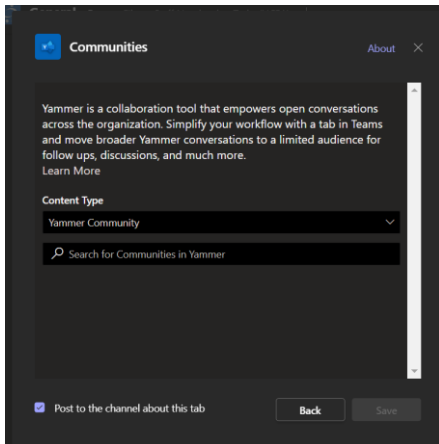 Communities
About
Yammer is a collaboration tool that empowers open conversations
across the organization. Simplify your workflow with a tab in Teams
and move broader Yammer conversations to a limited audience for
follow ups, discussions, and much more.
Learn More
Content Type
Yammer Community
Search for Communities in Yammer
Post to the channel about this tab
Back
Save